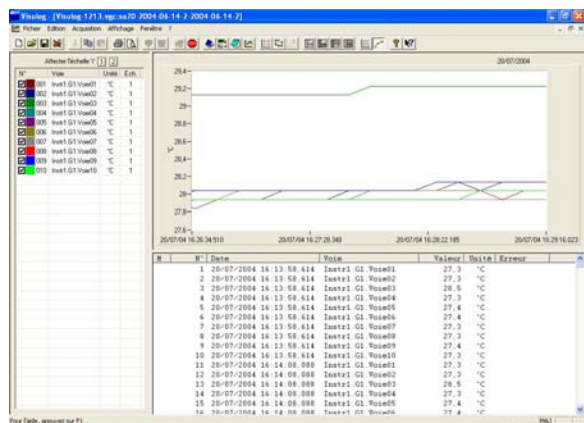 Visulog - [Visulog-1213.vgc:va70-2004-06-14-2 2004-06-14-2]
Fichier Edition Acquisition Affichage Fenêtre ?
Affecter l'échelle Y 1 2
20/07/2004
N° Voie Unité Ech.
001 Instr1.G1.Voie01 °C 1
002 Instr1.G1.Voie02 °C 1
003 Instr1.G1.Voie03 °C 1
004 Instr1.G1.Voie04 °C 1
005 Instr1.G1.Voie05 °C 1
006 Instr1.G1.Voie06 °C 1
007 Instr1.G1.Voie07 °C 1
008 Instr1.G1.Voie08 °C 1
009 Instr1.G1.Voie09 °C 1
010 Instr1.G1.Voie10 °C 1
29.4
29.2
29
28.8
28.6
°C
28.4
28.2
28
27.8
27.6
20/07/04 16:26:34.510 20/07/04 16:27:28.348 20/07/04 16:28:22.185 20/07/04 16:29:16.023
M N° Date Voie Valeur Unité Erreur
1 20/07/2004 16:13:58.614 Instr1.G1.Voie01 27,3 °C
2 20/07/2004 16:13:58.614 Instr1.G1.Voie02 27,3 °C
3 20/07/2004 16:13:58.614 Instr1.G1.Voie03 28,5 °C
4 20/07/2004 16:13:58.614 Instr1.G1.Voie04 27,3 °C
5 20/07/2004 16:13:58.614 Instr1.G1.Voie05 27,4 °C
6 20/07/2004 16:13:58.614 Instr1.G1.Voie06 27,4 °C
7 20/07/2004 16:13:58.614 Instr1.G1.Voie07 27,3 °C
8 20/07/2004 16:13:58.614 Instr1.G1.Voie08 27,3 °C
9 20/07/2004 16:13:58.614 Instr1.G1.Voie09 27,4 °C
10 20/07/2004 16:13:58.614 Instr1.G1.Voie10 27,3 °C
11 20/07/2004 16:14:08.088 Instr1.G1.Voie01 27,3 °C
12 20/07/2004 16:14:08.088 Instr1.G1.Voie02 27,3 °C
13 20/07/2004 16:14:08.088 Instr1.G1.Voie03 28,5 °C
14 20/07/2004 16:14:08.088 Instr1.G1.Voie04 27,3 °C
15 20/07/2004 16:14:08.088 Instr1.G1.Voie05 27,4 °C
16 20/07/2004 16:14:08.088 Instr1.G1.Voie06 27,4 °C
Pour l'aide, appuyez sur F1 MAJ